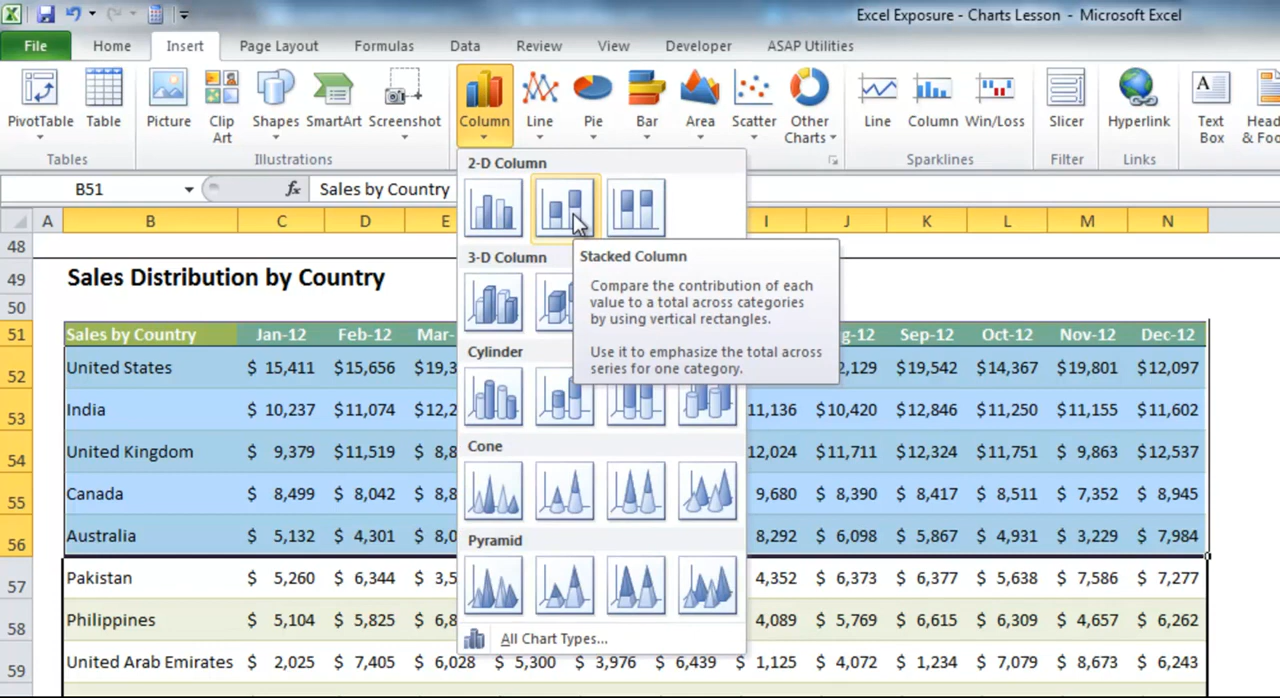 Excel Exposure - Charts Lesson - Microsoft Excel
File Home Insert Page Layout Formulas Data Review View Developer ASAP Utilities
PivotTable Table Picture Clip Art Shapes SmartArt Screenshot Column Line Pie Bar Area Scatter Other Charts Line Column Win/Loss Slicer Hyperlink Text Box Head & Foo
Tables Illustrations Sparklines Filter Links
B51 fx Sales by Country
2-D Column
A B C D E I J K L M N
48
3-D Column
Stacked Column
Compare the contribution of each
value to a total across categories
by using vertical rectangles.
Use it to emphasize the total across
series for one category.
49 Sales Distribution by Country
50
51 Sales by Country Jan-12 Feb-12 Mar- g-12 Sep-12 Oct-12 Nov-12 Dec-12
Cylinder
52 United States $ 15,411 $15,656 $19,3 2,129 $19,542 $14,367 $19,801 $12,097
53 India $ 10,237 $11,074 $12,2 11,136 $10,420 $12,846 $11,250 $11,155 $11,602
Cone
54 United Kingdom $ 9,379 $11,519 $ 8,8 12,024 $11,711 $12,324 $11,751 $ 9,863 $12,537
55 Canada $ 8,499 $ 8,042 $ 8,8 9,680 $ 8,390 $ 8,417 $ 8,511 $ 7,352 $ 8,945
Pyramid
56 Australia $ 5,132 $ 4,301 $ 8,0 8,292 $ 6,098 $ 5,867 $ 4,931 $ 3,229 $ 7,984
57 Pakistan $ 5,260 $ 6,344 $ 3,5 4,352 $ 6,373 $ 6,377 $ 5,638 $ 7,586 $ 7,277
58 Philippines $ 5,104 $ 5,825 $ 6,8 4,089 $ 5,769 $ 6,615 $ 6,309 $ 4,657 $ 6,262
All Chart Types...
59 United Arab Emirates $ 2,025 $ 7,405 $ 6,028 $ 5,300 $ 3,976 $ 6,439 $ 1,125 $ 4,072 $ 1,234 $ 7,079 $ 8,673 $ 6,243